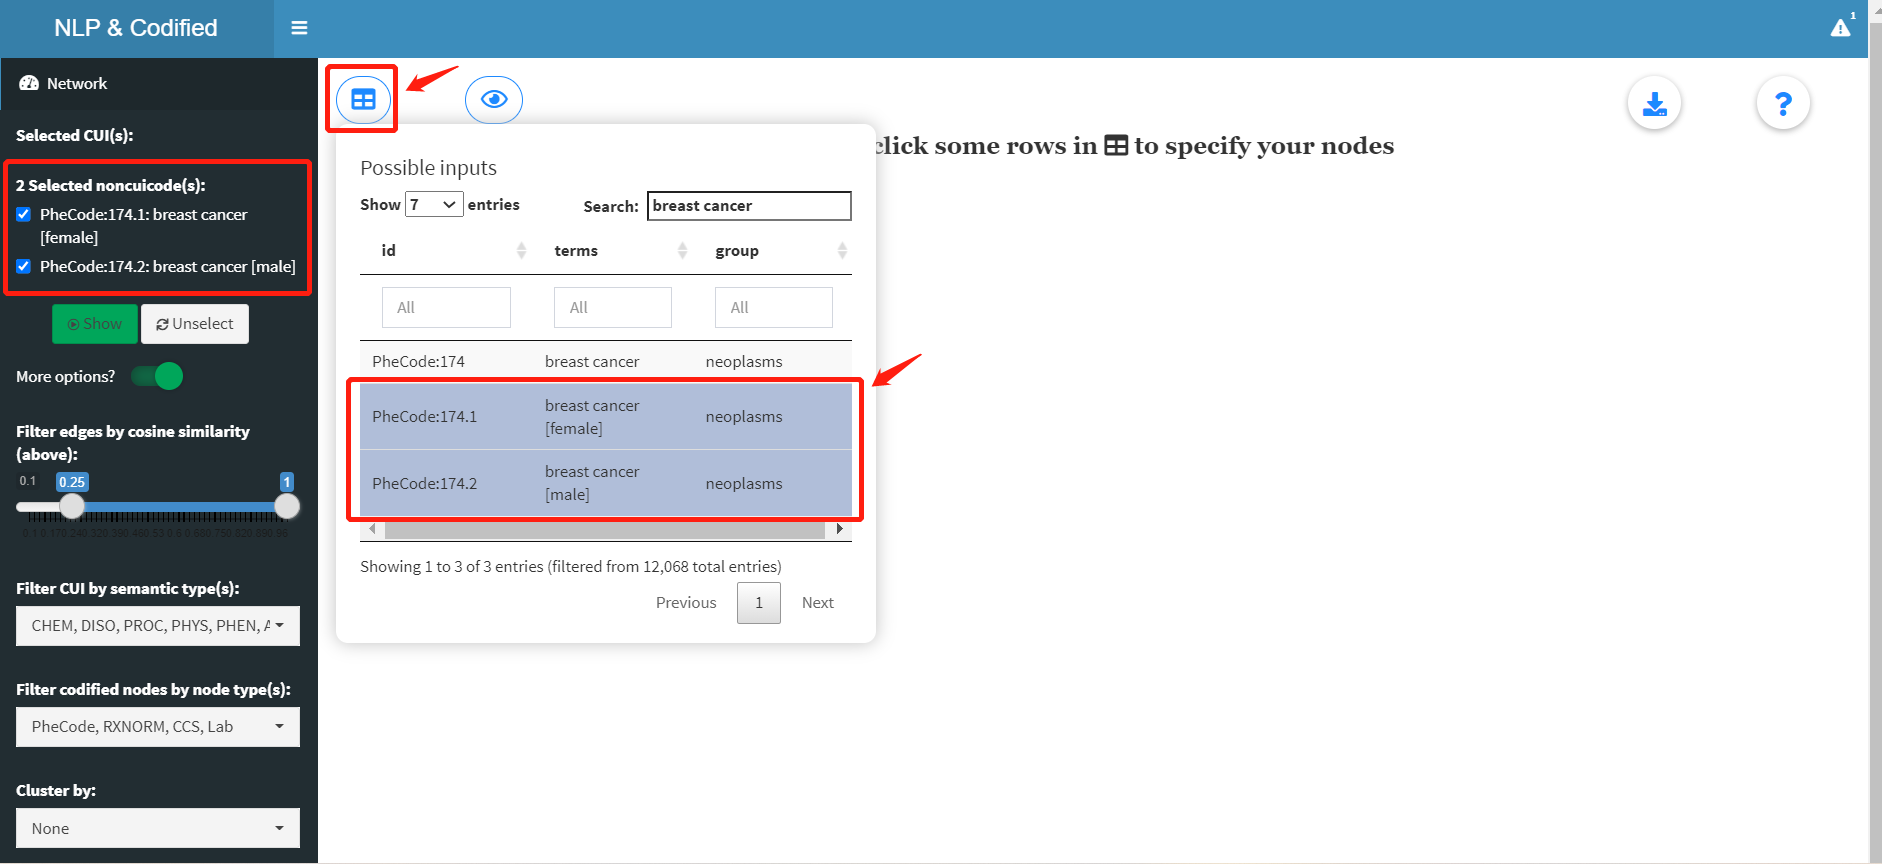 NLP & Codified
1
Network
Selected CUI(s):
2 Selected noncuicode(s):
PheCode:174.1: breast cancer
[female]
PheCode:174.2: breast cancer [male]
Show
Unselect
More options?
Filter edges by cosine similarity
(above):
0.1
0.25
1
Filter CUI by semantic type(s):
CHEM, DISO, PROC, PHYS, PHEN,
Filter codified nodes by node type(s):
PheCode, RXNORM, CCS, Lab
Cluster by:
None
click some rows in to specify your nodes
?
Possible inputs
Show 7 entries
Search: breast cancer
id terms group
All All All
PheCode:174 breast cancer neoplasms
PheCode:174.1 breast cancer [female] neoplasms
PheCode:174.2 breast cancer [male] neoplasms
Showing 1 to 3 of 3 entries (filtered from 12,068 total entries)
Previous 1 Next